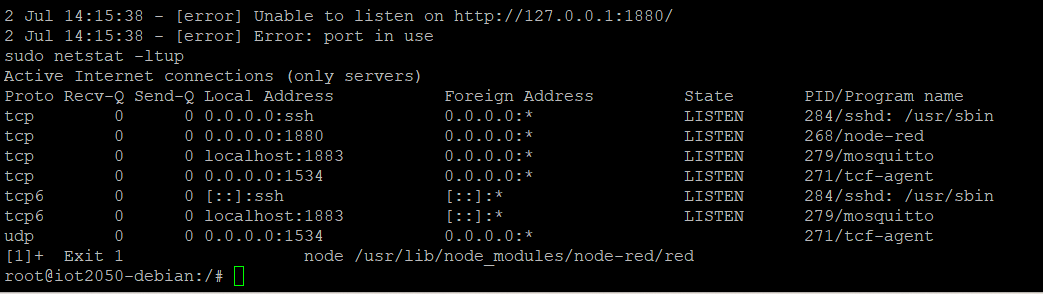 2 Jul 14:15:38 - [error] Unable to listen on http://127.0.0.1:1880/
2 Jul 14:15:38 - [error] Error: port in use
sudo netstat -ltup
Active Internet connections (only servers)
Proto Recv-Q Send-Q Local Address           Foreign Address         State       PID/Program name
tcp        0      0 0.0.0.0:ssh             0.0.0.0:*               LISTEN      284/sshd: /usr/sbin
tcp        0      0 0.0.0.0:1880            0.0.0.0:*               LISTEN      268/node-red
tcp        0      0 localhost:1883          0.0.0.0:*               LISTEN      279/mosquitto
tcp        0      0 0.0.0.0:1534            0.0.0.0:*               LISTEN      271/tcf-agent
tcp6       0      0 [::]:ssh                [::]:*                  LISTEN      284/sshd: /usr/sbin
tcp6       0      0 localhost:1883          [::]:*                  LISTEN      279/mosquitto
udp        0      0 0.0.0.0:1534            0.0.0.0:*                           271/tcf-agent
[1]+  Exit 1                  node /usr/lib/node_modules/node-red/red
root@iot2050-debian:/#